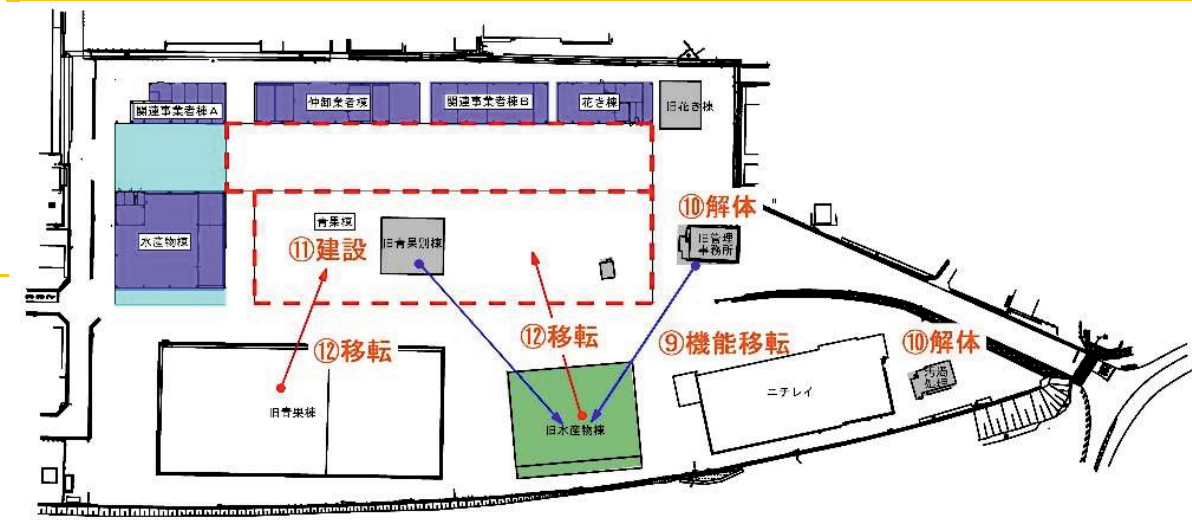 関連事業者棟A
仲卸業者棟
関連事業者棟B
花き棟
旧花き棟
水産物棟
青果棟
⑪建設
旧青果別棟
⑩解体
旧管理
事務所
⑫移転
⑫移転
⑨機能移転
⑩解体
旧青果棟
旧水産物棟
ニチレイ
汚濁
処理